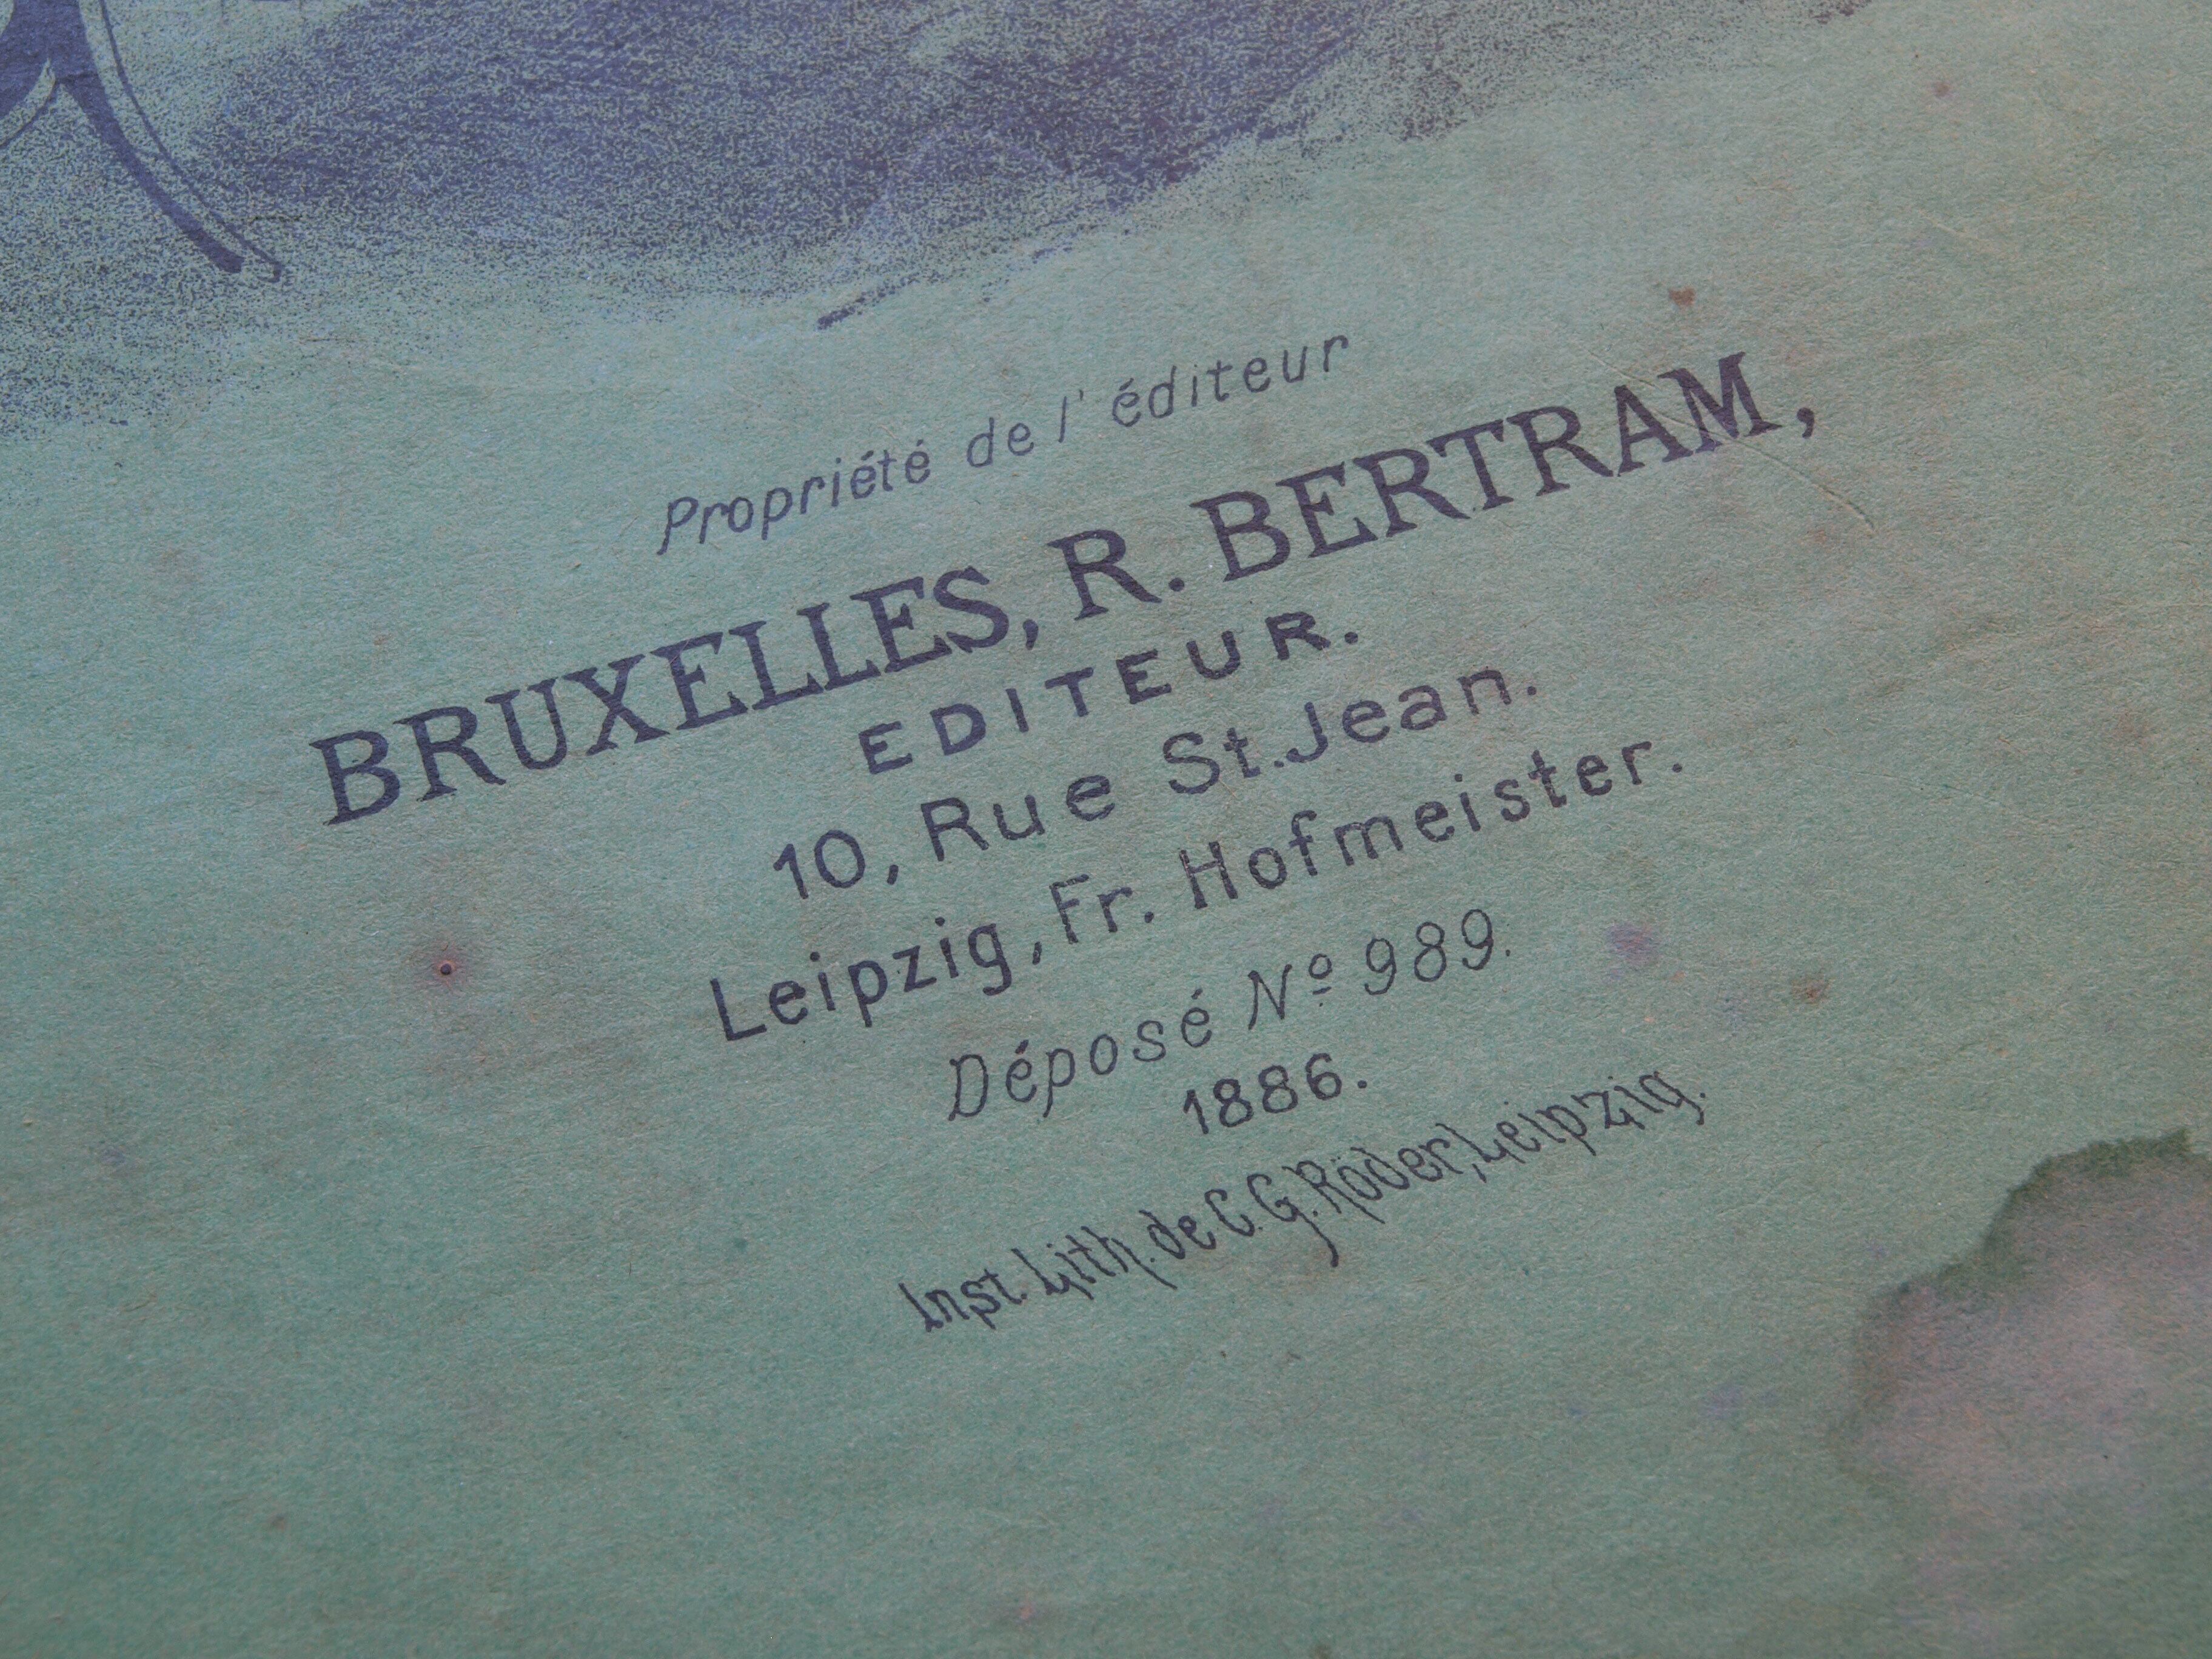 Propriété de l'éditeur
BRUXELLES, R. BERTRAM,
EDITEUR.
10, Rue St. Jean.
Leipzig, Fr. Hofmeister.
Déposé Nº 989.
1886.
Inst. Lith. de C. G. Röder, Leipzig.